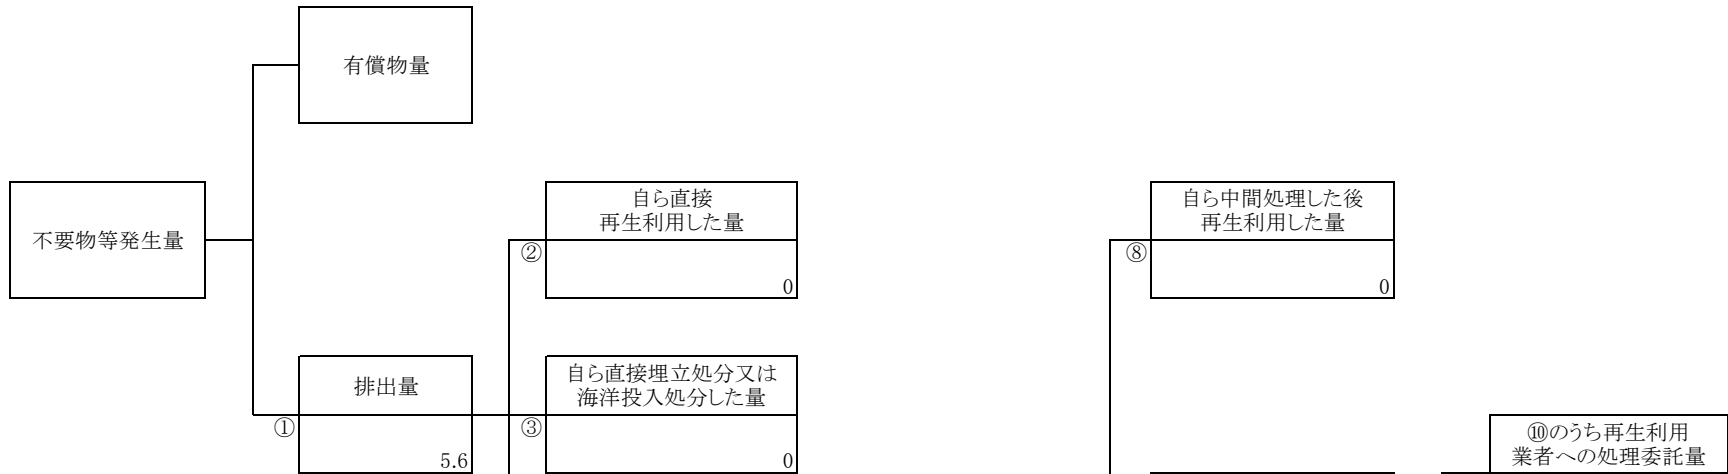 有償物量
不要物等発生量
自ら直接
再生利用した量
②
0
自ら中間処理した後
再生利用した量
⑧
0
排出量
①
5.6
自ら直接埋立処分又は
海洋投入処分した量
③
0
⑩のうち再生利用
業者への処理委託量